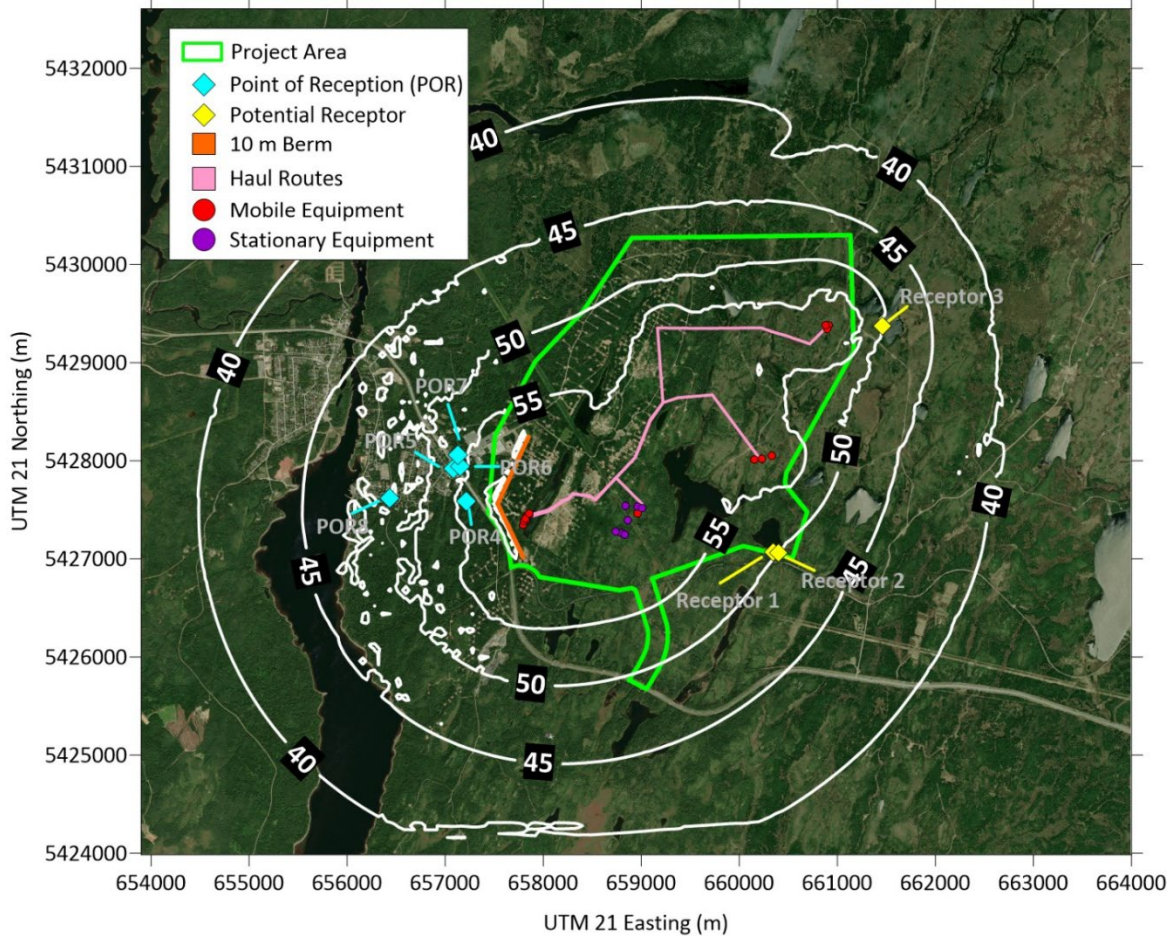 Project Area
Point of Reception (POR)
Potential Receptor
10 m Berm
Haul Routes
Mobile Equipment
Stationary Equipment
5432000
5431000
5430000
5429000
5428000
5427000
5426000
5425000
5424000
UTM 21 Northing (m)
40
40
45
45
Receptor 3
50
40
POR7
55
POR5
50
POR6
40
POR8
POR4
55
45
45
Receptor 2
Receptor 1
50
40
45
654000 655000 656000 657000 658000 659000 660000 661000 662000 663000 664000
UTM 21 Easting (m)